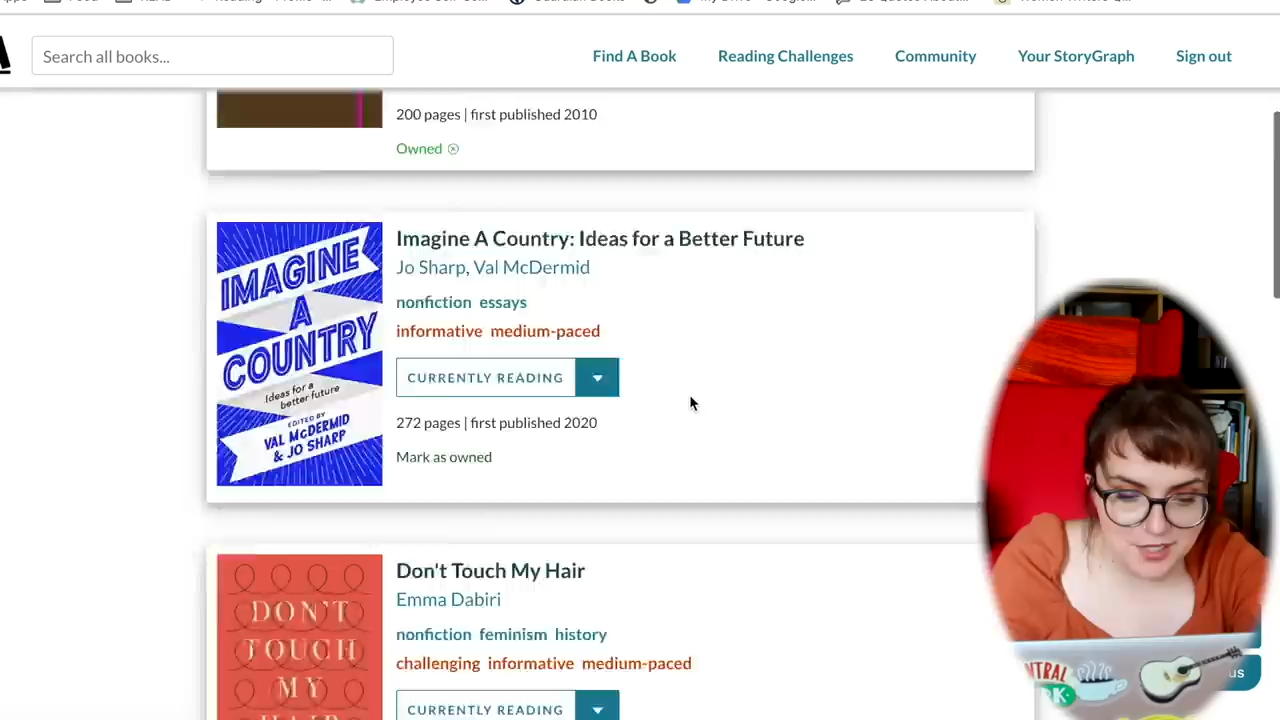 Search all books...
Find A Book
Reading Challenges
Community
Your StoryGraph
Sign out
200 pages | first published 2010
Owned
Imagine A Country: Ideas for a Better Future
Jo Sharp, Val McDermid
nonfiction essays
informative medium-paced
CURRENTLY READING
272 pages | first published 2020
Mark as owned
IMAGINE
A
COUNTRY
Ideas for a
better future
EDITED BY
VAL McDERMID
& JO SHARP
Don't Touch My Hair
Emma Dabiri
nonfiction feminism history
challenging informative medium-paced
CURRENTLY READING
DON'T
TOUCH
MY
HAIR
us